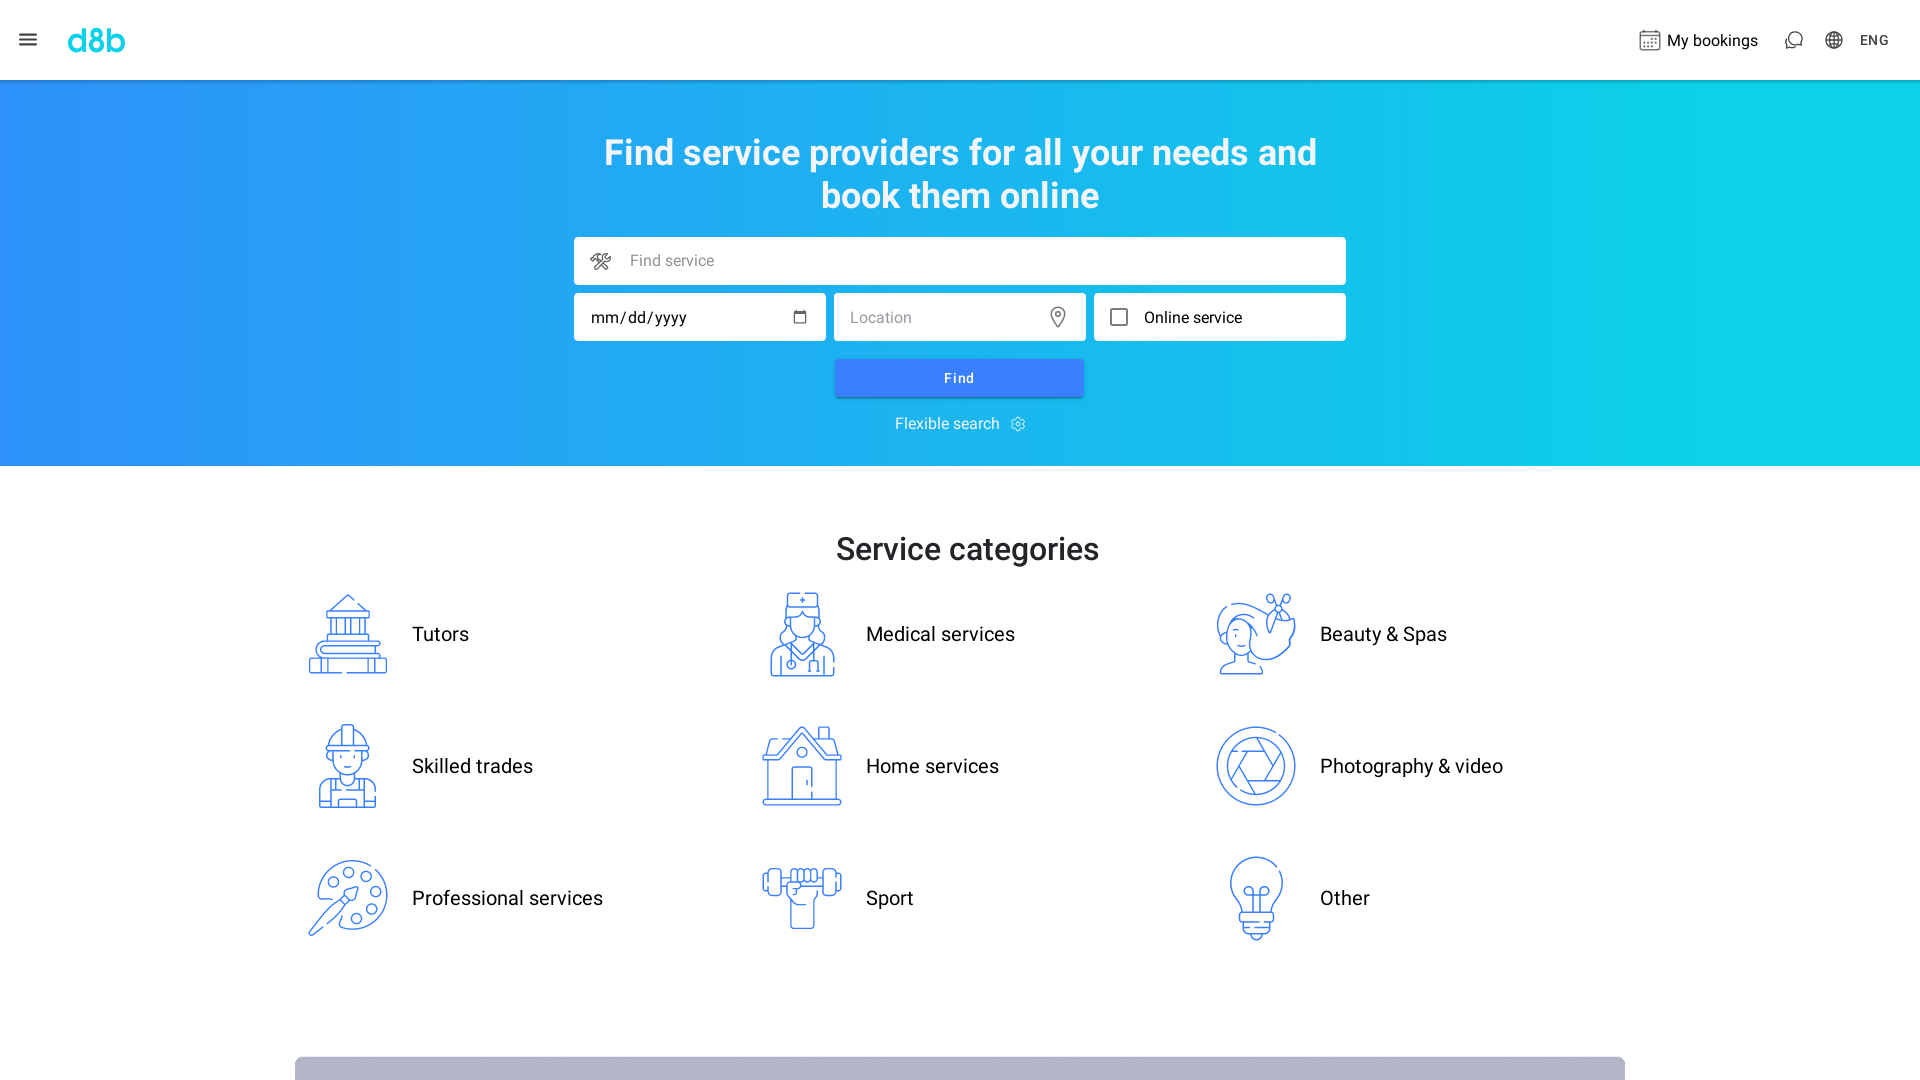 d8b
My bookings
ENG
Find service providers for all your needs and
book them online
Find service
mm/dd/yyyy
Location
Online service
Find
Flexible search
Service categories
Tutors
Medical services
Beauty & Spas
Skilled trades
Home services
Photography & video
Professional services
Sport
Other